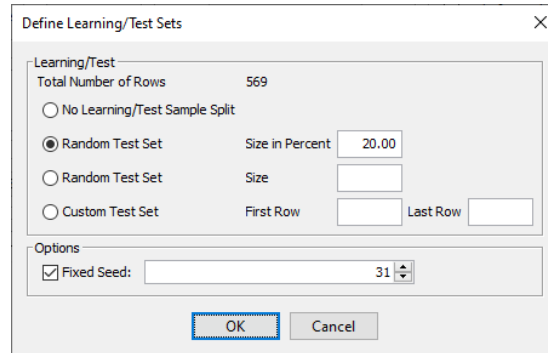 Define Learning/Test Sets
Learning/Test
Total Number of Rows 569
No Learning/Test Sample Split
Random Test Set Size in Percent 20.00
Random Test Set Size
Custom Test Set First Row Last Row
Options
Fixed Seed: 31
OK Cancel